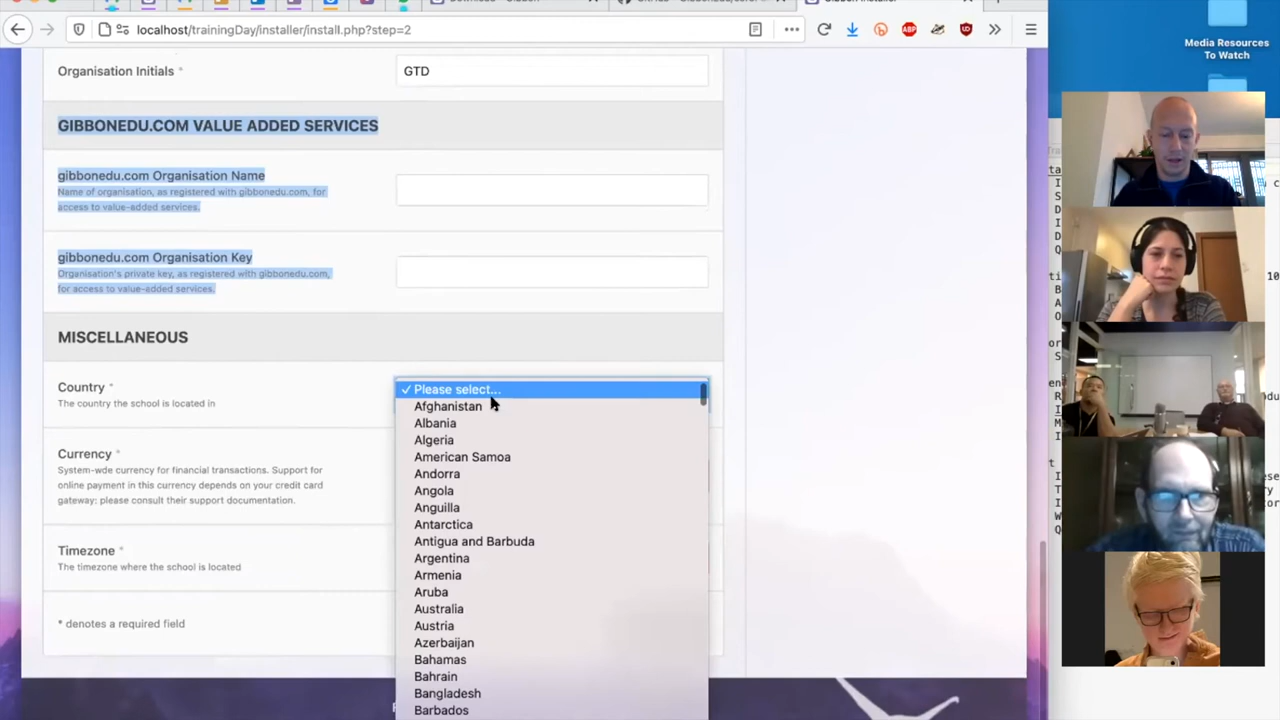 localhost/trainingDay/installer/install.php?step=2
Media Resources
To Watch
Organisation Initials *
GTD
GIBBONEDU.COM VALUE ADDED SERVICES
gibbonedu.com Organisation Name
Name of organisation, as registered with gibbonedu.com, for
access to value-added services.
gibbonedu.com Organisation Key
Organisation's private key, as registered with gibbonedu.com,
for access to value-added services.
MISCELLANEOUS
Country *
The country the school is located in
✓ Please select...
Afghanistan
Albania
Algeria
American Samoa
Andorra
Angola
Anguilla
Antarctica
Antigua and Barbuda
Argentina
Armenia
Aruba
Australia
Austria
Azerbaijan
Bahamas
Bahrain
Bangladesh
Barbados
Currency *
System-wde currency for financial transactions. Support for
online payment in this currency depends on your credit card
gateway; please consult their support documentation.
Timezone *
The timezone where the school is located
* denotes a required field